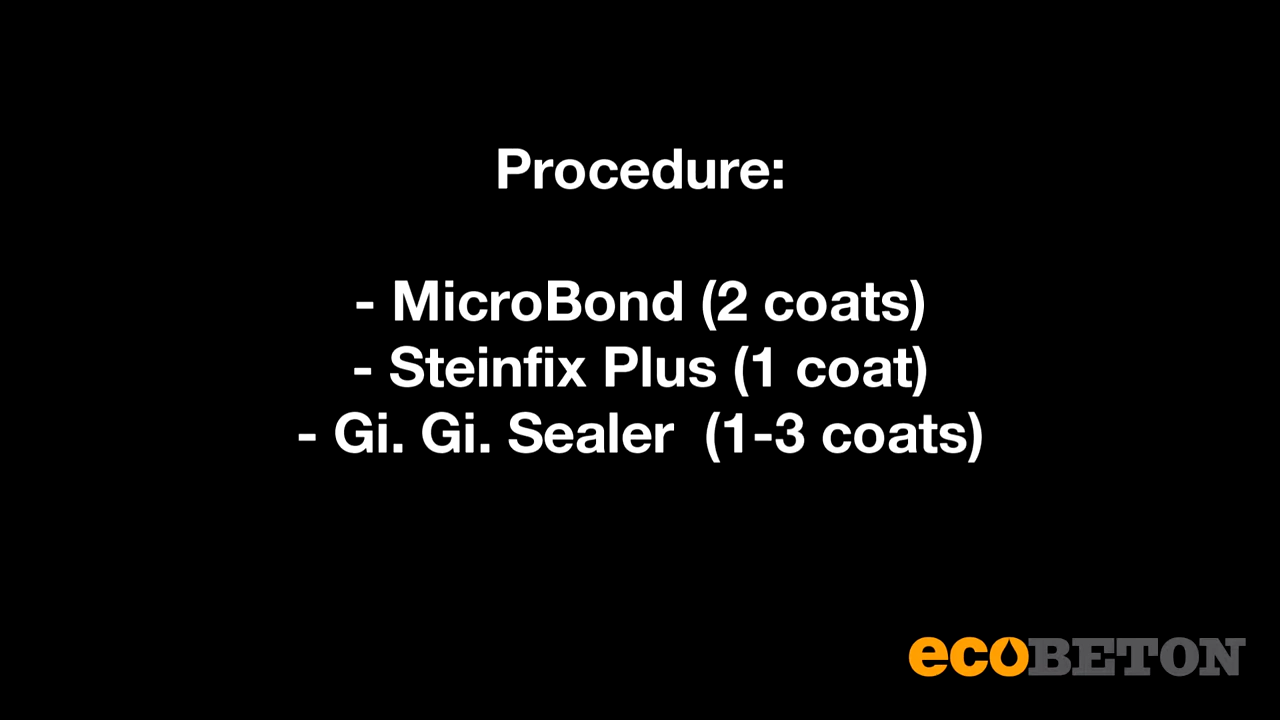 Procedure:
- MicroBond (2 coats)
- Steinfix Plus (1 coat)
- Gi. Gi. Sealer  (1-3 coats)
ecoBETON